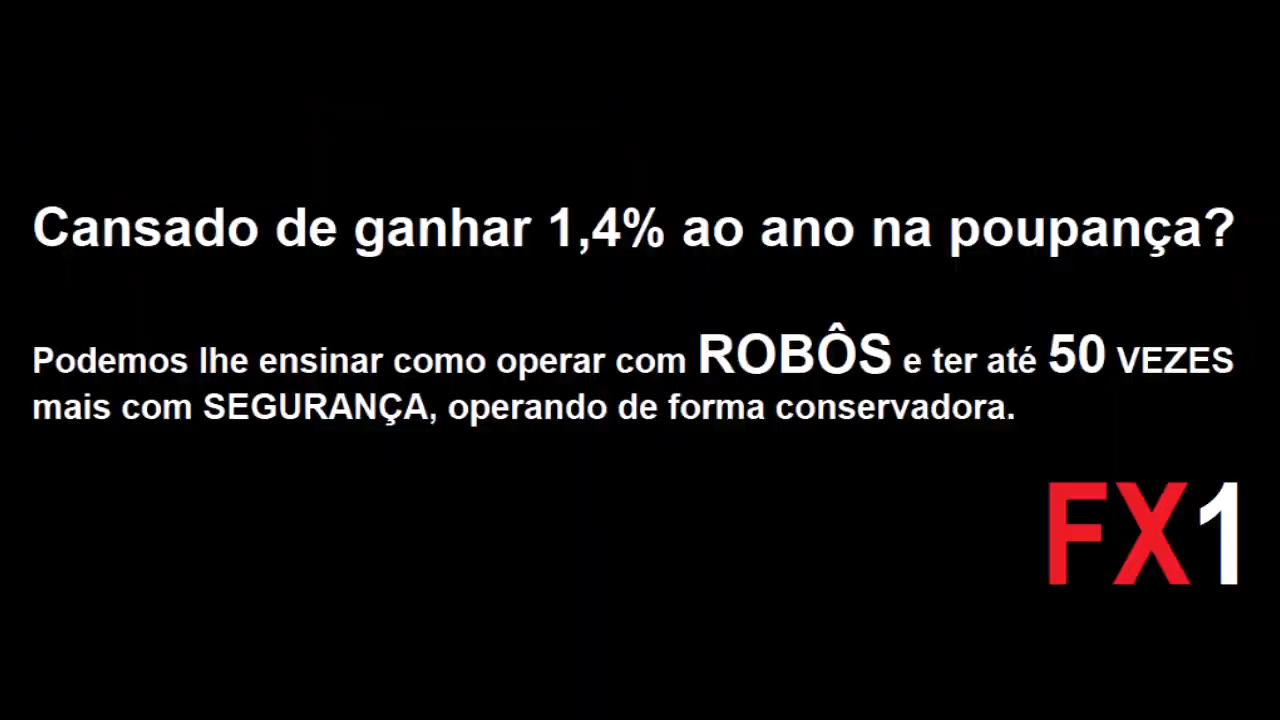 Cansado de ganhar 1,4% ao ano na poupança?
Podemos lhe ensinar como operar com ROBÔS e ter até 50 VEZES
mais com SEGURANÇA, operando de forma conservadora.
FX1